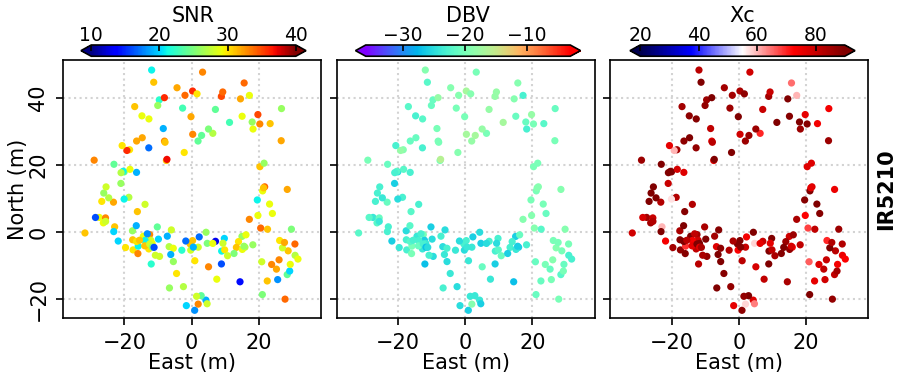 SNR DBV Xc
10 20 30 40 −30 −20 −10 20 40 60 80
40
20
0
−20
North (m)
IR5210
−20 0 20 −20 0 20 −20 0 20
East (m) East (m) East (m)